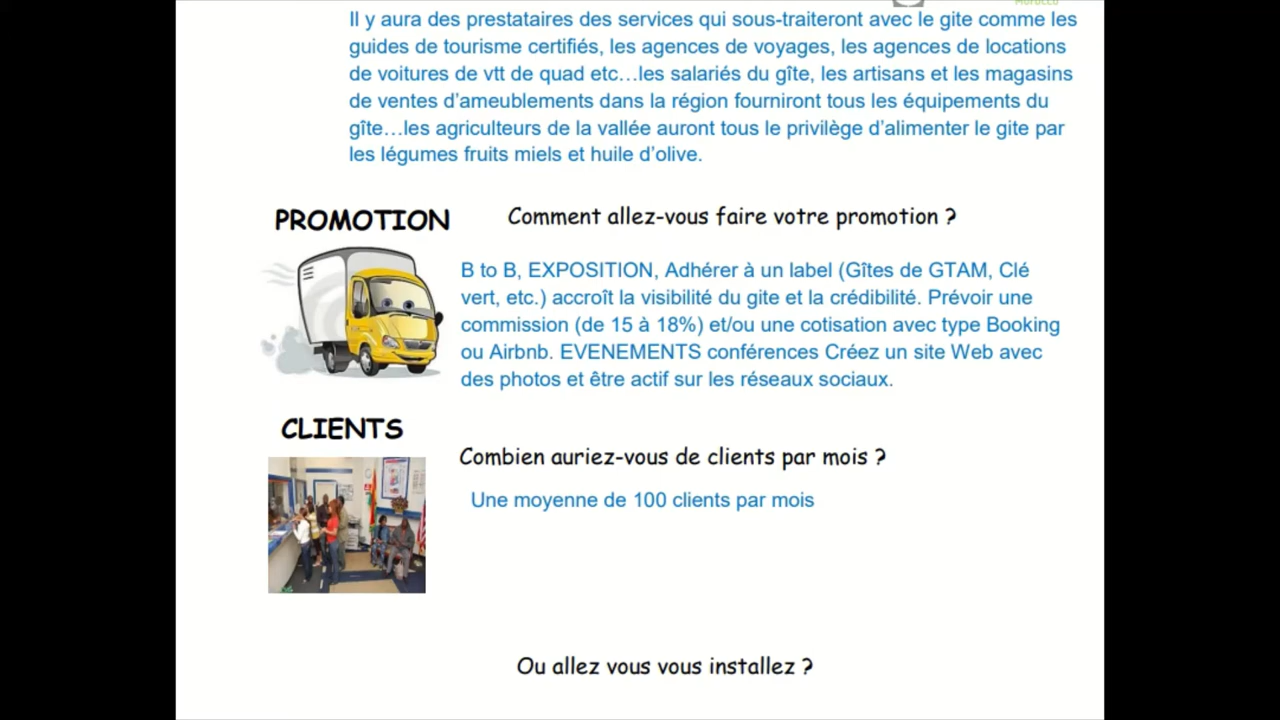 Morocco
Il y aura des prestataires des services qui sous-traiteront avec le gite comme les
guides de tourisme certifiés, les agences de voyages, les agences de locations
de voitures de vtt de quad etc…les salariés du gîte, les artisans et les magasins
de ventes d’ameublements dans la région fourniront tous les équipements du
gîte…les agriculteurs de la vallée auront tous le privilège d’alimenter le gite par
les légumes fruits miels et huile d’olive.
PROMOTION
Comment allez-vous faire votre promotion ?
B to B, EXPOSITION, Adhérer à un label (Gîtes de GTAM, Clé
vert, etc.) accroît la visibilité du gite et la crédibilité. Prévoir une
commission (de 15 à 18%) et/ou une cotisation avec type Booking
ou Airbnb. EVENEMENTS conférences Créez un site Web avec
des photos et être actif sur les réseaux sociaux.
CLIENTS
Combien auriez-vous de clients par mois ?
Une moyenne de 100 clients par mois
Ou allez vous vous installez ?